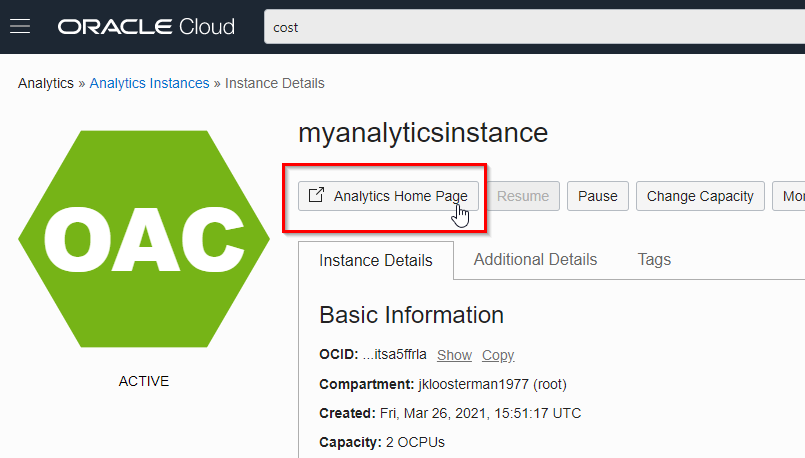 ORACLE Cloud
cost
Analytics » Analytics Instances » Instance Details
OAC
ACTIVE
myanalyticsinstance
Analytics Home Page
Resume
Pause
Change Capacity
Mor
Instance Details
Additional Details
Tags
Basic Information
OCID: ...itsa5ffrla Show Copy
Compartment: jkloosterman1977 (root)
Created: Fri, Mar 26, 2021, 15:51:17 UTC
Capacity: 2 OCPUs